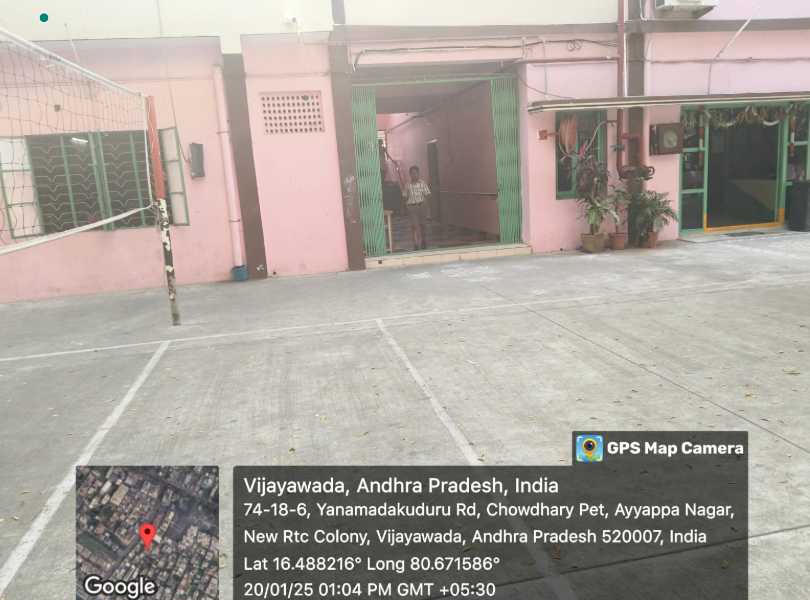 GPS Map Camera
Vijayawada, Andhra Pradesh, India
74-18-6, Yanamadakuduru Rd, Chowdhary Pet, Ayyappa Nagar,
New Rtc Colony, Vijayawada, Andhra Pradesh 520007, India
Lat 16.488216° Long 80.671586°
20/01/25 01:04 PM GMT +05:30
Google